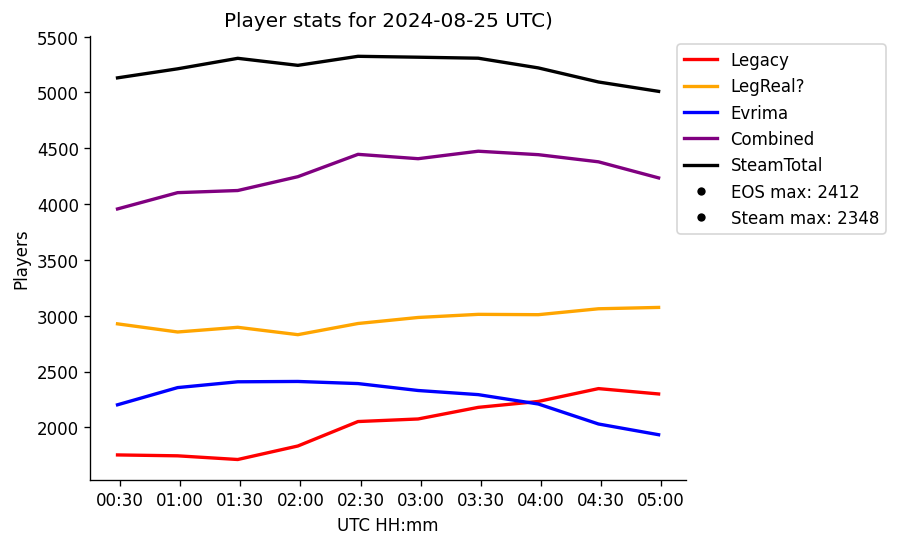 Player stats for 2024-08-25 UTC)
5500
5000
4500
4000
3500
3000
2500
2000
Players
00:30 01:00 01:30 02:00 02:30 03:00 03:30 04:00 04:30 05:00
UTC HH:mm
Legacy
LegReal?
Evrima
Combined
SteamTotal
EOS max: 2412
Steam max: 2348